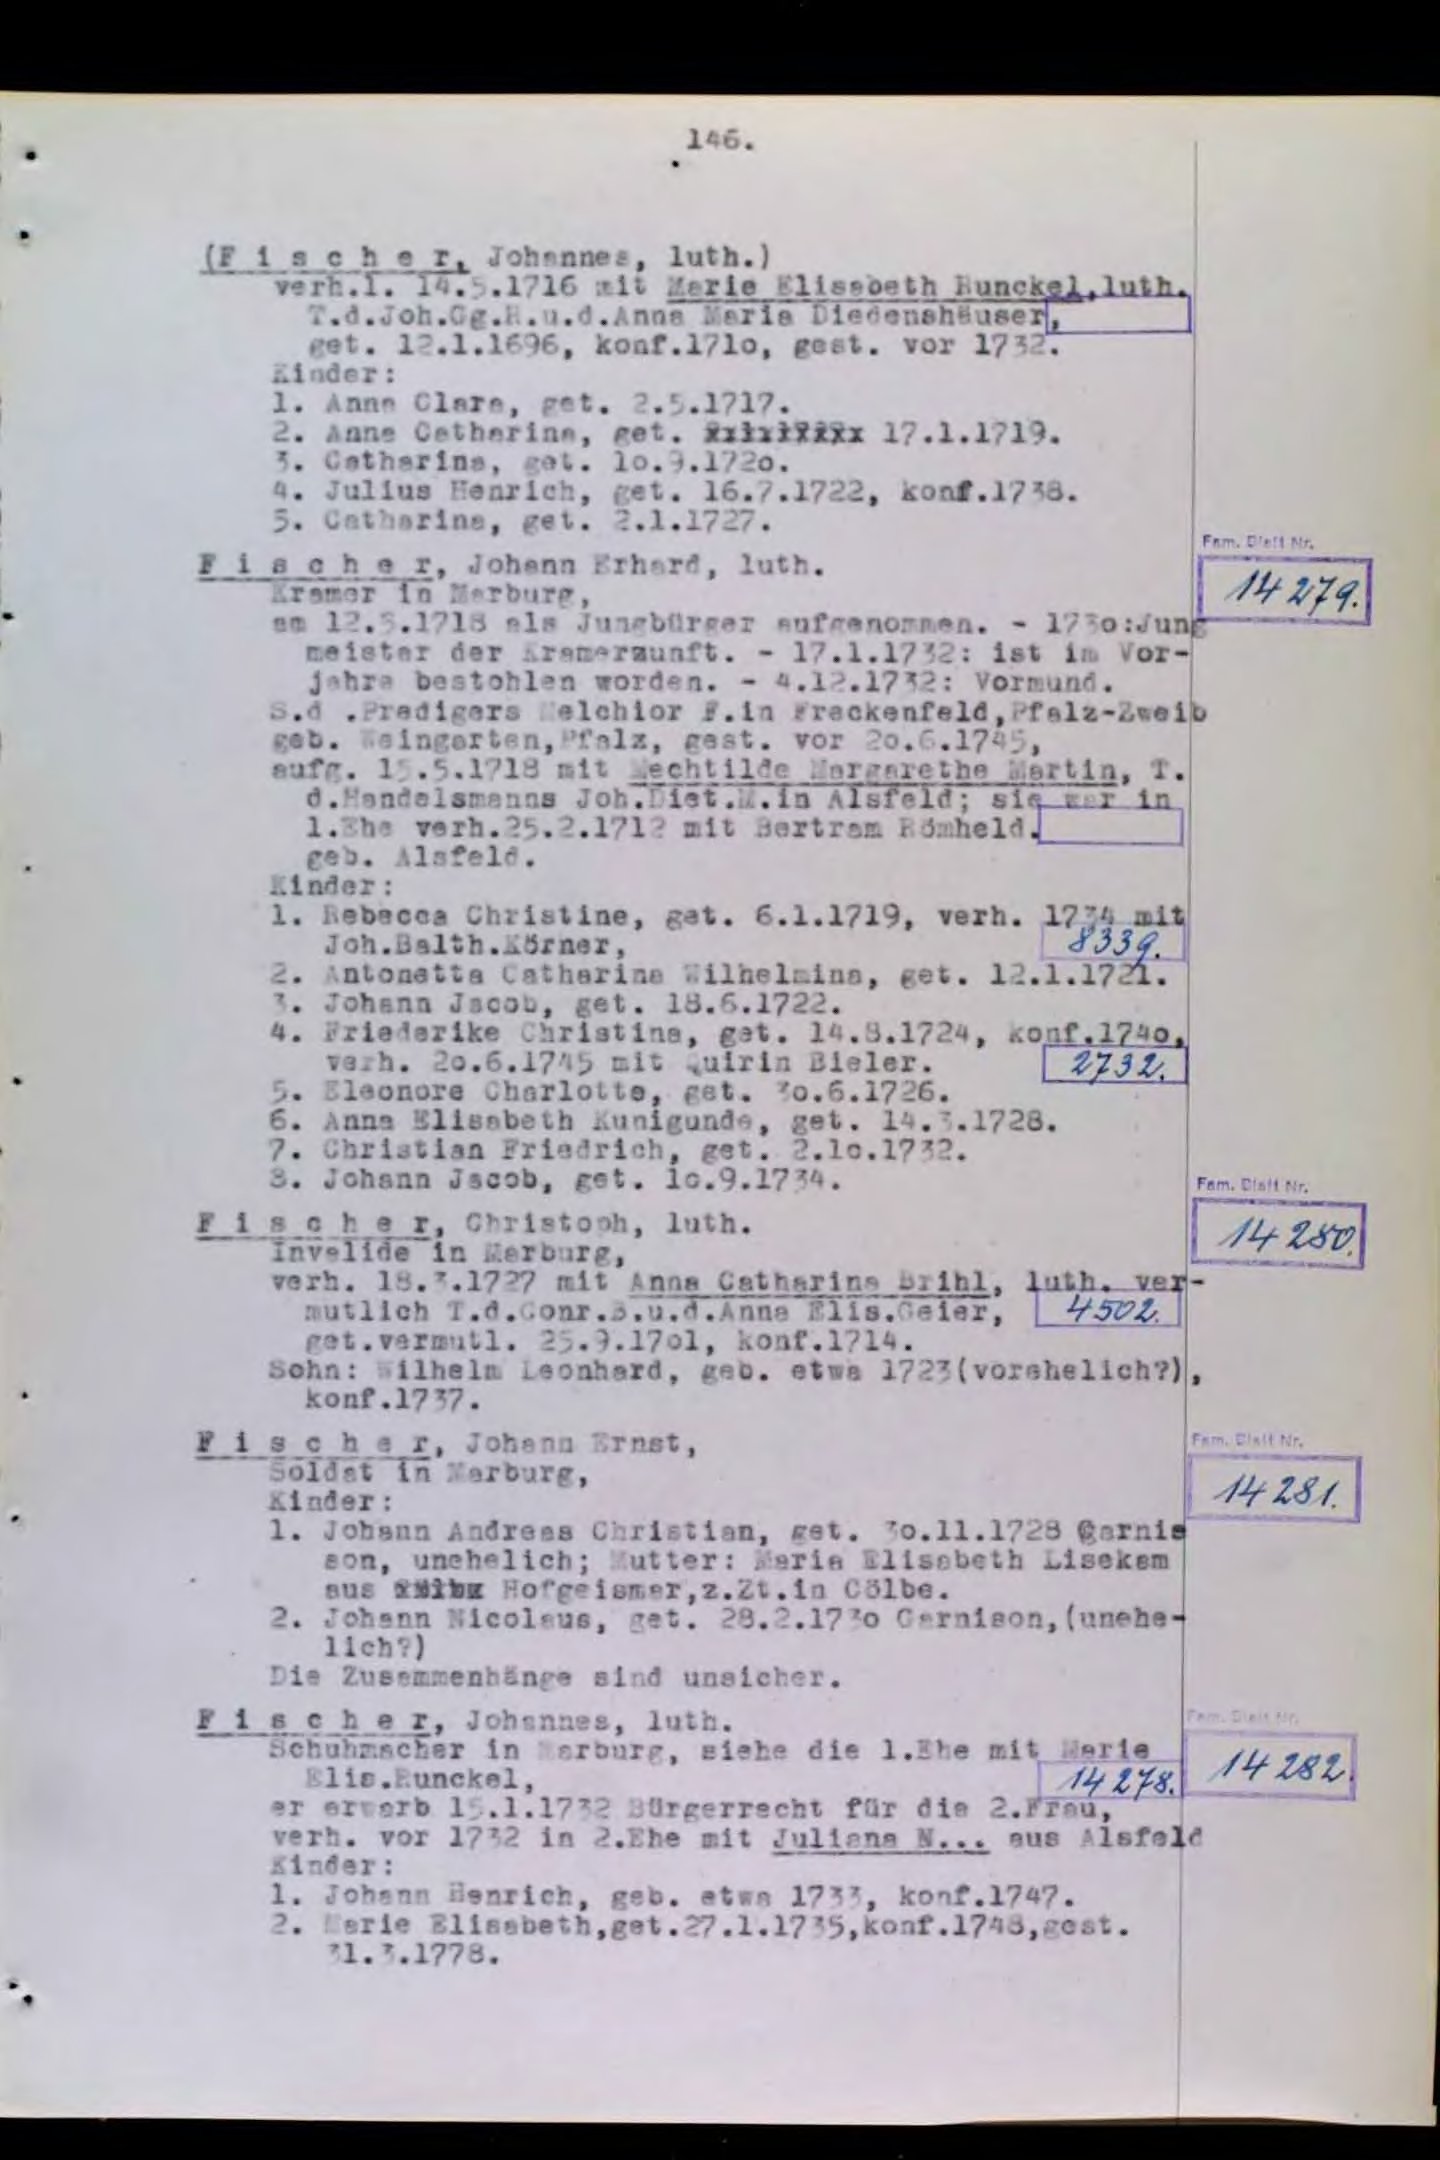 146.
(F i s c h e r, Johannes, luth.)
verh.1. 14.5.1716 mit Marie Elisabeth Runckel,luth.
T.d.Joh.Gg.R.u.d.Anna Maria Diedenshäuser,
get. 12.1.1696, konf.1710, gest. vor 1732.
Kinder:
1. Anna Clara, get. 2.5.1717.
2. Anna Catharina, get. 17.1.1719.
3. Catharina, get. 10.9.1720.
4. Julius Henrich, get. 16.7.1722, konf.1738.
5. Catharina, get. 2.1.1727.
Fam. Blatt Nr.
F i s c h e r, Johann Erhard, luth.
14279.
Kramer in Marburg,
am 12.5.1718 als Jungbürger aufgenommen. - 1730:Jung
meister der Kramerzunft. - 17.1.1732: ist im Vor-
jahre bestohlen worden. - 4.12.1732: Vormund.
S.d .Predigers Melchior F.in Freckenfeld,Pfalz-Zweib
geb. Weingarten,Pfalz, gest. vor 20.6.1745,
aufg. 15.5.1718 mit Mechtilde Margarethe Martin, T.
d.Handelsmanns Joh.Diet.M.in Alsfeld; sie war in
1.Ehe verh.25.2.1712 mit Bertram Römheld.
geb. Alsfeld.
Kinder:
1. Rebecca Christine, get. 6.1.1719, verh. 1734 mit
Joh.Balth.Körner, 8339.
2. Antonetta Catharina Wilhelmina, get. 12.1.1721.
3. Johann Jacob, get. 18.6.1722.
4. Friederike Christina, get. 14.8.1724, konf.1740,
verh. 20.6.1745 mit Quirin Bieler. 2732.
5. Eleonore Charlotte, get. 30.6.1726.
6. Anna Elisabeth Kunigunde, get. 14.3.1728.
7. Christian Friedrich, get. 2.10.1732.
8. Johann Jacob, get. 10.9.1734.
Fam. Blatt Nr.
F i s c h e r, Christoph, luth.
14280.
Invalide in Marburg,
verh. 18.3.1727 mit Anna Catharina Brihl, luth. ver-
mutlich T.d.Conr.B.u.d.Anna Elis.Geier, 4502.
get.vermutl. 25.9.1701, konf.1714.
Sohn: Wilhelm Leonhard, geb. etwa 1723(vorehelich?),
konf.1737.
Fam. Blatt Nr.
F i s c h e r, Johann Ernst,
14281.
Soldat in Marburg,
Kinder:
1. Johann Andreas Christian, get. 30.11.1728 Garnis
son, unehelich; Mutter: Maria Elisabeth Lisekam
aus Hofgeismar,z.Zt.in Cölbe.
2. Johann Nicolaus, get. 28.2.1730 Garnison,(unehe-
lich?)
Die Zusammenhänge sind unsicher.
Fam. Blatt Nr.
F i s c h e r, Johannes, luth.
14282.
Schuhmacher in Marburg, siehe die 1.Ehe mit Marie
Elis.Runckel, 14278.
er erwarb 15.1.1732 Bürgerrecht für die 2.Frau,
verh. vor 1732 in 2.Ehe mit Juliana N... aus Alsfeld
Kinder:
1. Johann Henrich, geb. etwa 1733, konf.1747.
2. Marie Elisabeth,get.27.1.1735,konf.1748,gest.
31.3.1778.